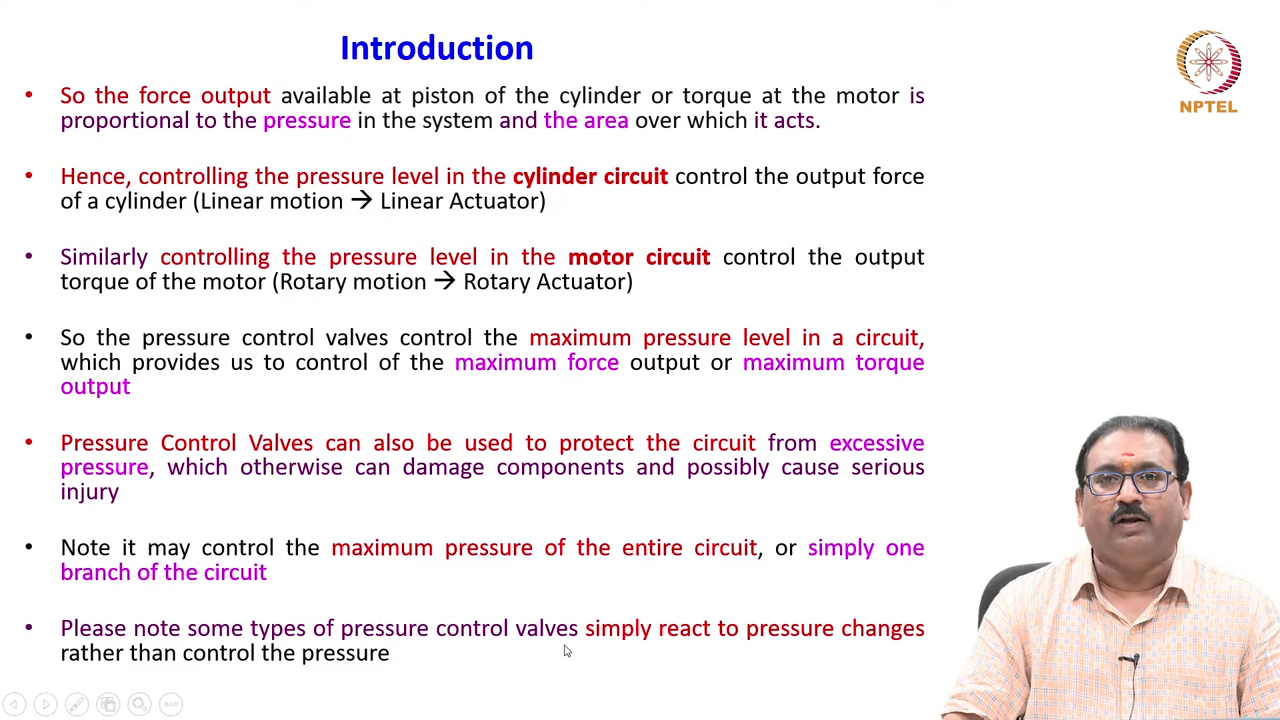 Introduction
NPTEL
• So the force output available at piston of the cylinder or torque at the motor is
proportional to the pressure in the system and the area over which it acts.
• Hence, controlling the pressure level in the cylinder circuit control the output force
of a cylinder (Linear motion → Linear Actuator)
• Similarly controlling the pressure level in the motor circuit control the output
torque of the motor (Rotary motion → Rotary Actuator)
• So the pressure control valves control the maximum pressure level in a circuit,
which provides us to control of the maximum force output or maximum torque
output
• Pressure Control Valves can also be used to protect the circuit from excessive
pressure, which otherwise can damage components and possibly cause serious
injury
• Note it may control the maximum pressure of the entire circuit, or simply one
branch of the circuit
• Please note some types of pressure control valves simply react to pressure changes
rather than control the pressure